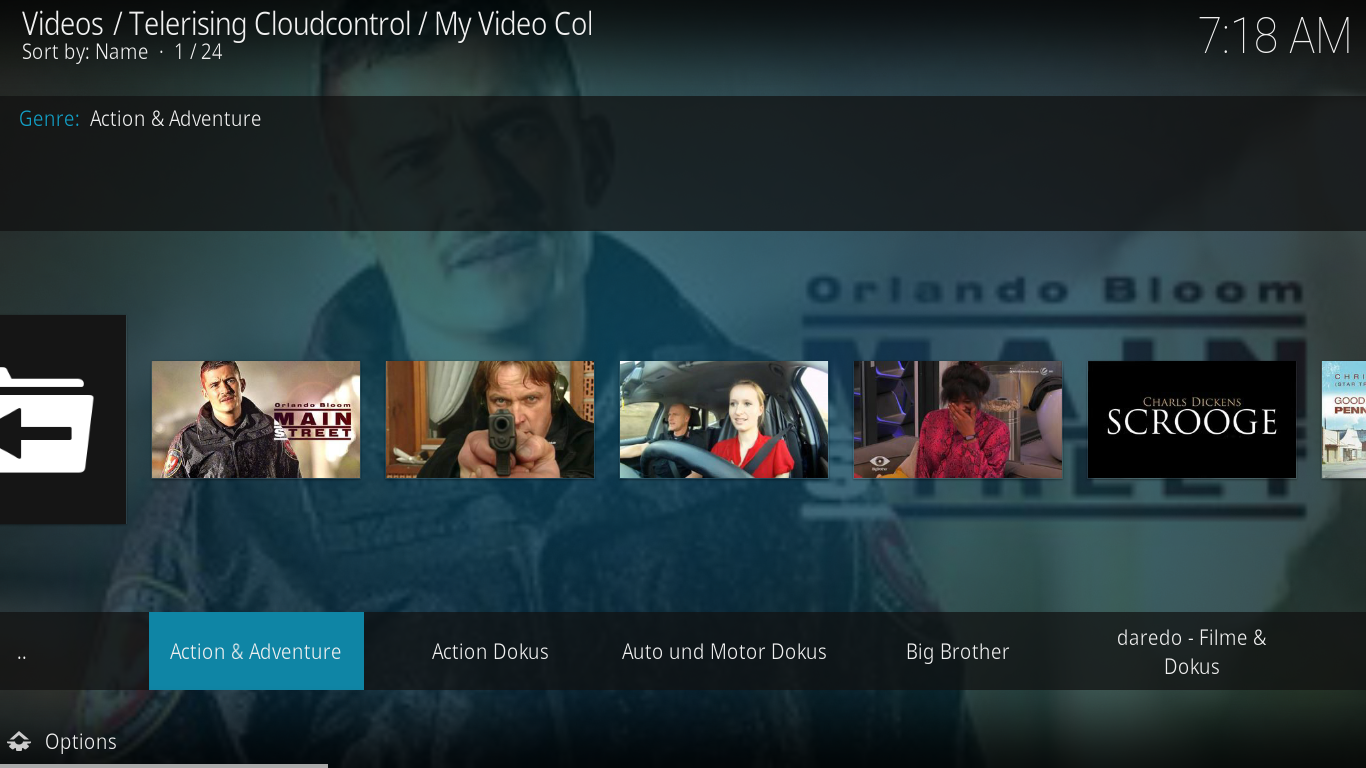 Videos / Telerising Cloudcontrol / My Video Col
Sort by: Name · 1 / 24
7:18 AM
Genre: Action & Adventure
Orlando Bloom
MAIN
STREET
Orlando Bloom
MAIN
STREET
CHARLS DICKENS
SCROOGE
CHRI
(STAR T
GOOD
PENN
..
Action & Adventure
Action Dokus
Auto und Motor Dokus
Big Brother
daredo - Filme &
Dokus
Options